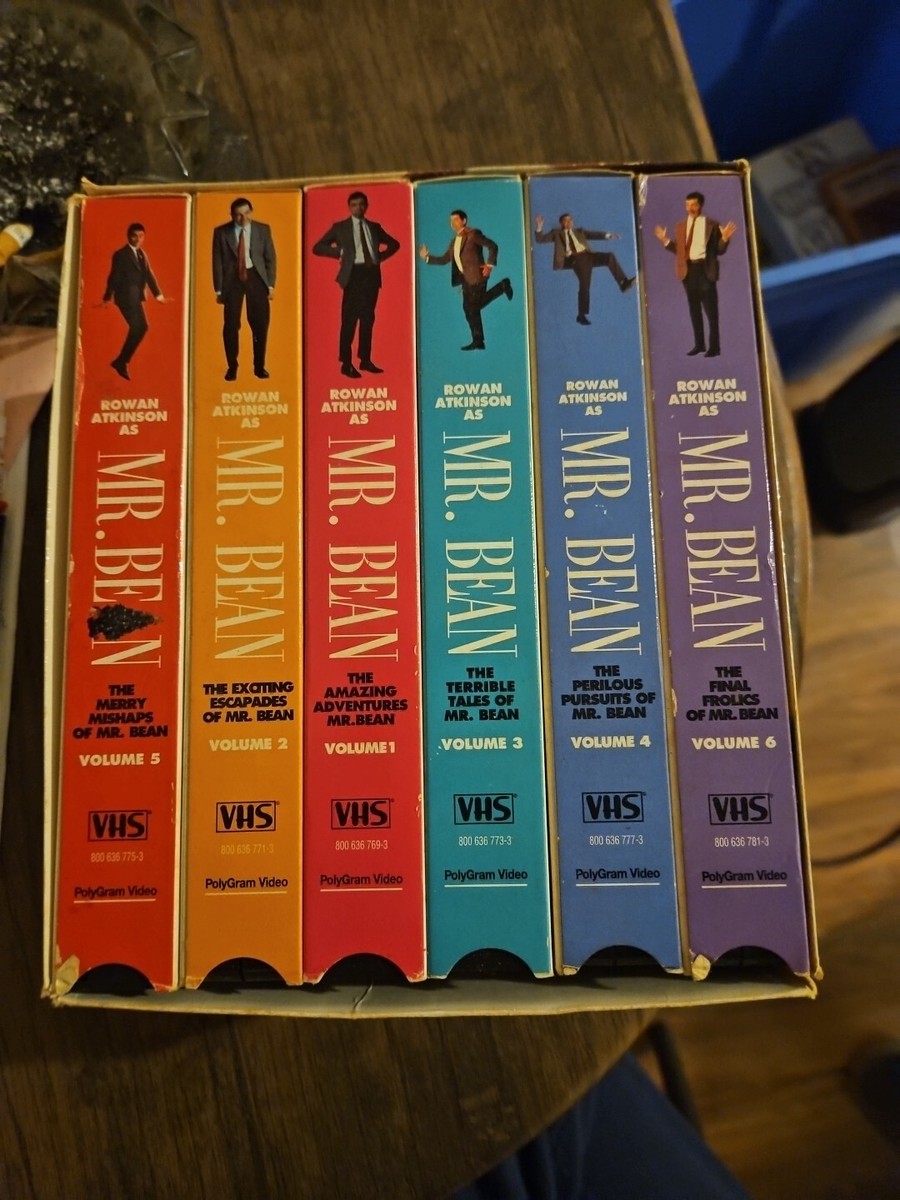 ROWAN
ATKINSON
AS
MR. BEAN
THE
MERRY
MISHAPS
OF MR. BEAN
VOLUME 5
VHS
800 636 775-3
PolyGram Video
ROWAN
ATKINSON
AS
MR. BEAN
THE EXCITING
ESCAPADES
OF MR. BEAN
VOLUME 2
VHS
800 636 771-3
PolyGram Video
ROWAN
ATKINSON
AS
MR. BEAN
THE
AMAZING
ADVENTURES
MR.BEAN
VOLUME1
VHS
800 636 769-3
PolyGram Video
ROWAN
ATKINSON
AS
MR. BEAN
THE
TERRIBLE
TALES OF
MR. BEAN
VOLUME 3
VHS
800 636 773-3
PolyGram Video
ROWAN
ATKINSON
AS
MR. BEAN
THE
PERILOUS
PURSUITS OF
MR. BEAN
VOLUME 4
VHS
800 636 777-3
PolyGram Video
ROWAN
ATKINSON
AS
MR. BEAN
THE
FINAL
FROLICS
OF MR. BEAN
VOLUME 6
VHS
800 636 781-3
PolyGram Video